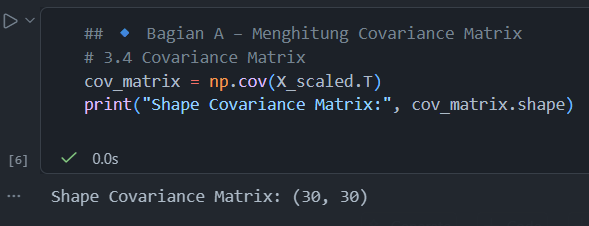 ## 🔹 Bagian A – Menghitung Covariance Matrix
# 3.4 Covariance Matrix
cov_matrix = np.cov(X_scaled.T)
print("Shape Covariance Matrix:", cov_matrix.shape)
[6]
0.0s
Shape Covariance Matrix: (30, 30)